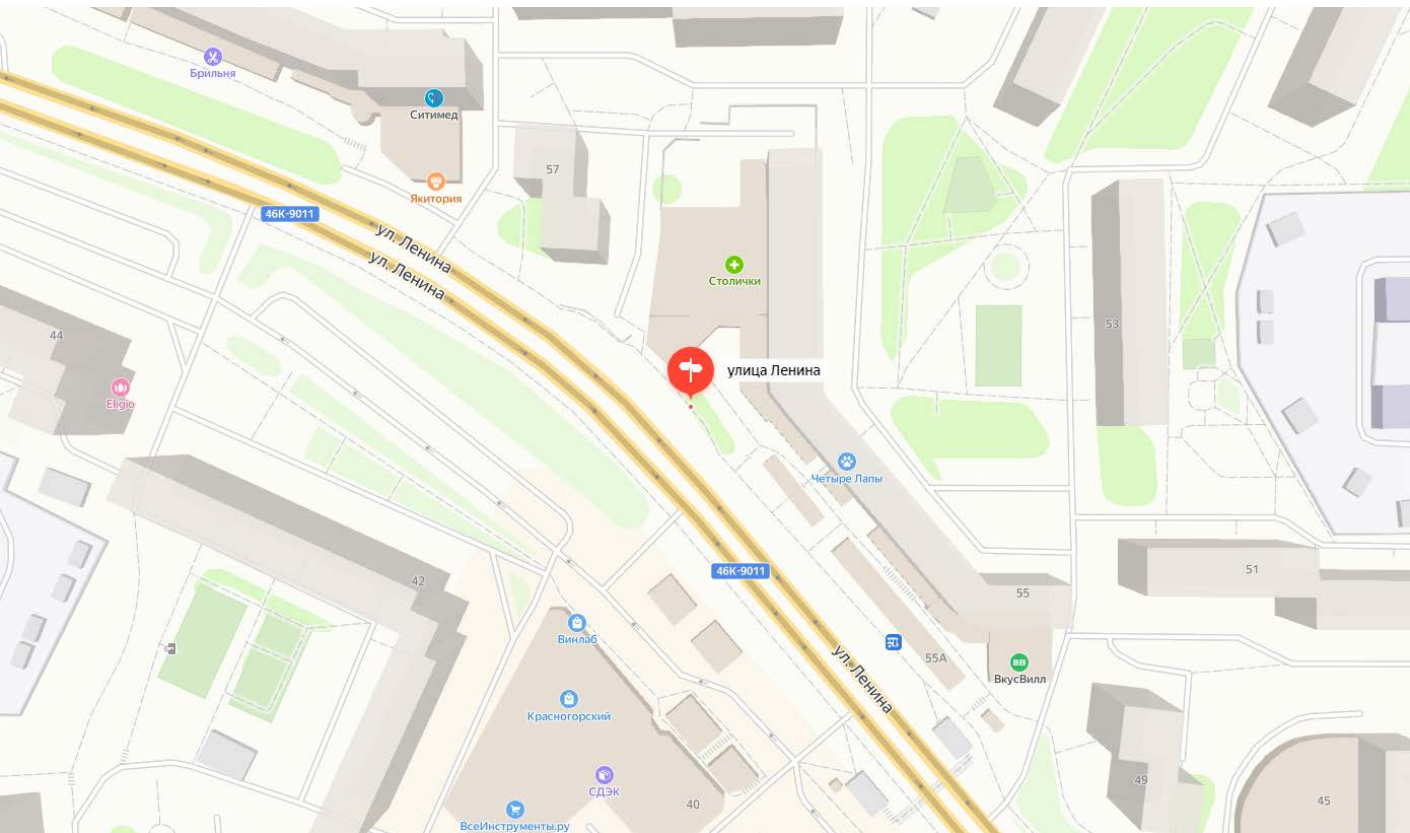 Брильня
Ситимед
57
Якитория
46К-9011
ул. Ленина
ул. Ленина
Столички
44
53
улица Ленина
Eligio
Четыре Лапы
42
46К-9011
51
55
Винлаб
55А
ул. Ленина
ВВ
ВкусВилл
Красногорский
49
СДЭК
40
45
ВсеИнструменты.ру